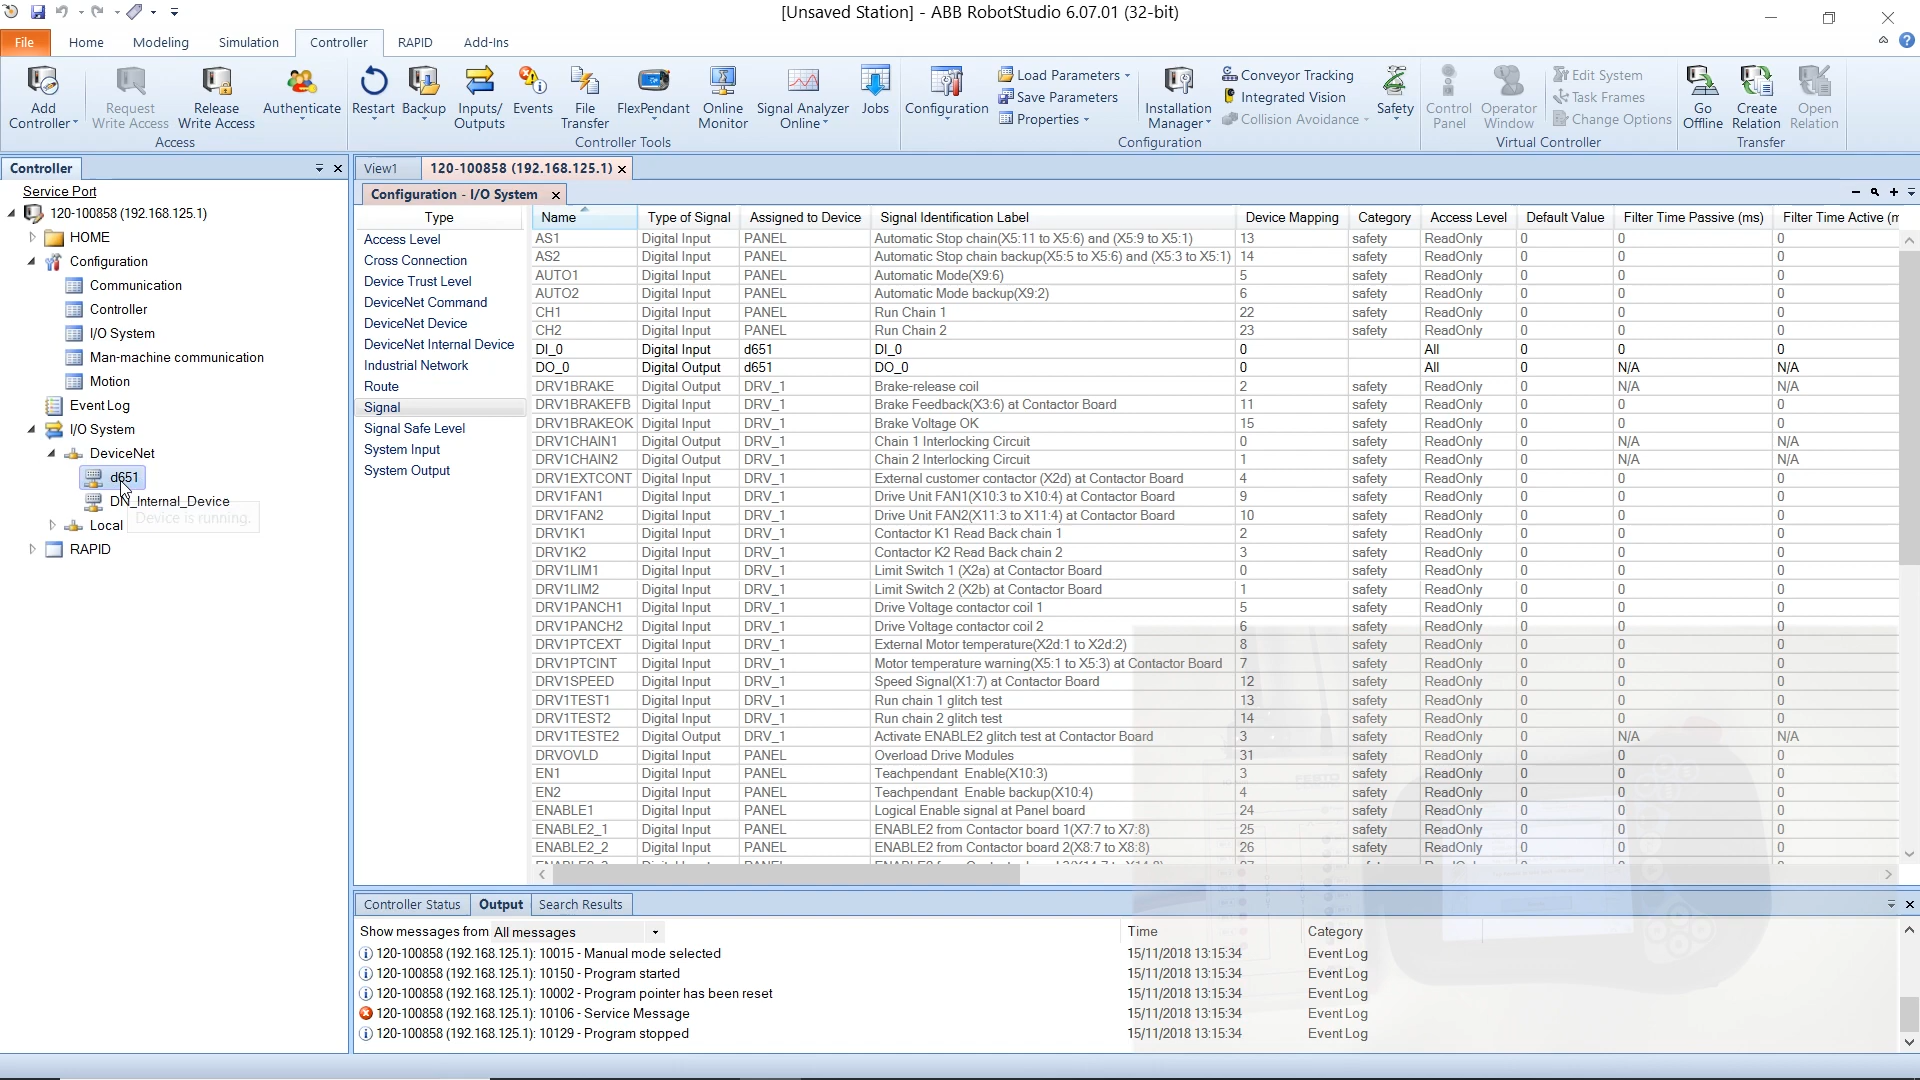 [Unsaved Station] - ABB RobotStudio 6.07.01 (32-bit)
File Home Modeling Simulation Controller RAPID Add-Ins
Add Controller
Request Write Access
Release Write Access
Authenticate
Access
Restart
Backup
Inputs/ Outputs
Events
File Transfer
FlexPendant
Online Monitor
Signal Analyzer Online
Jobs
Controller Tools
Configuration
Load Parameters
Save Parameters
Properties
Installation Manager
Conveyor Tracking
Integrated Vision
Collision Avoidance
Safety
Configuration
Control Panel
Operator Window
Edit System
Task Frames
Change Options
Virtual Controller
Go Offline
Create Relation
Open Relation
Transfer
Controller
Service Port
120-100858 (192.168.125.1)
HOME
Configuration
Communication
Controller
I/O System
Man-machine communication
Motion
Event Log
I/O System
DeviceNet
d651
DN_Internal_Device
Device is running.
Local
RAPID
View1 120-100858 (192.168.125.1)
Configuration - I/O System
Type
Access Level
Cross Connection
Device Trust Level
DeviceNet Command
DeviceNet Device
DeviceNet Internal Device
Industrial Network
Route
Signal
Signal Safe Level
System Input
System Output
Name Type of Signal Assigned to Device Signal Identification Label Device Mapping Category Access Level Default Value Filter Time Passive (ms) Filter Time Active (m
AS1 Digital Input PANEL Automatic Stop chain(X5:11 to X5:6) and (X5:9 to X5:1) 13 safety ReadOnly 0 0 0
AS2 Digital Input PANEL Automatic Stop chain backup(X5:5 to X5:6) and (X5:3 to X5:1) 14 safety ReadOnly 0 0 0
AUTO1 Digital Input PANEL Automatic Mode(X9:6) 5 safety ReadOnly 0 0 0
AUTO2 Digital Input PANEL Automatic Mode backup(X9:2) 6 safety ReadOnly 0 0 0
CH1 Digital Input PANEL Run Chain 1 22 safety ReadOnly 0 0 0
CH2 Digital Input PANEL Run Chain 2 23 safety ReadOnly 0 0 0
DI_0 Digital Input d651 DI_0 0 All 0 0 0
DO_0 Digital Output d651 DO_0 0 All 0 N/A N/A
DRV1BRAKE Digital Output DRV_1 Brake-release coil 2 safety ReadOnly 0 N/A N/A
DRV1BRAKEFB Digital Input DRV_1 Brake Feedback(X3:6) at Contactor Board 11 safety ReadOnly 0 0 0
DRV1BRAKEOK Digital Input DRV_1 Brake Voltage OK 15 safety ReadOnly 0 0 0
DRV1CHAIN1 Digital Output DRV_1 Chain 1 Interlocking Circuit 0 safety ReadOnly 0 N/A N/A
DRV1CHAIN2 Digital Output DRV_1 Chain 2 Interlocking Circuit 1 safety ReadOnly 0 N/A N/A
DRV1EXTCONT Digital Input DRV_1 External customer contactor (X2d) at Contactor Board 4 safety ReadOnly 0 0 0
DRV1FAN1 Digital Input DRV_1 Drive Unit FAN1(X10:3 to X10:4) at Contactor Board 9 safety ReadOnly 0 0 0
DRV1FAN2 Digital Input DRV_1 Drive Unit FAN2(X11:3 to X11:4) at Contactor Board 10 safety ReadOnly 0 0 0
DRV1K1 Digital Input DRV_1 Contactor K1 Read Back chain 1 2 safety ReadOnly 0 0 0
DRV1K2 Digital Input DRV_1 Contactor K2 Read Back chain 2 3 safety ReadOnly 0 0 0
DRV1LIM1 Digital Input DRV_1 Limit Switch 1 (X2a) at Contactor Board 0 safety ReadOnly 0 0 0
DRV1LIM2 Digital Input DRV_1 Limit Switch 2 (X2b) at Contactor Board 1 safety ReadOnly 0 0 0
DRV1PANCH1 Digital Input DRV_1 Drive Voltage contactor coil 1 5 safety ReadOnly 0 0 0
DRV1PANCH2 Digital Input DRV_1 Drive Voltage contactor coil 2 6 safety ReadOnly 0 0 0
DRV1PTCEXT Digital Input DRV_1 External Motor temperature(X2d:1 to X2d:2) 8 safety ReadOnly 0 0 0
DRV1PTCINT Digital Input DRV_1 Motor temperature warning(X5:1 to X5:3) at Contactor Board 7 safety ReadOnly 0 0 0
DRV1SPEED Digital Input DRV_1 Speed Signal(X1:7) at Contactor Board 12 safety ReadOnly 0 0 0
DRV1TEST1 Digital Input DRV_1 Run chain 1 glitch test 13 safety ReadOnly 0 0 0
DRV1TEST2 Digital Input DRV_1 Run chain 2 glitch test 14 safety ReadOnly 0 0 0
DRV1TESTE2 Digital Output DRV_1 Activate ENABLE2 glitch test at Contactor Board 3 safety ReadOnly 0 N/A N/A
DRVOVLD Digital Input PANEL Overload Drive Modules 31 safety ReadOnly 0 0 0
EN1 Digital Input PANEL Teachpendant Enable(X10:3) 3 safety ReadOnly 0 0 0
EN2 Digital Input PANEL Teachpendant Enable backup(X10:4) 4 safety ReadOnly 0 0 0
ENABLE1 Digital Input PANEL Logical Enable signal at Panel board 24 safety ReadOnly 0 0 0
ENABLE2_1 Digital Input PANEL ENABLE2 from Contactor board 1(X7:7 to X7:8) 25 safety ReadOnly 0 0 0
ENABLE2_2 Digital Input PANEL ENABLE2 from Contactor board 2(X8:7 to X8:8) 26 safety ReadOnly 0 0 0
Controller Status Output Search Results
Show messages from All messages Time Category
120-100858 (192.168.125.1): 10015 - Manual mode selected 15/11/2018 13:15:34 Event Log
120-100858 (192.168.125.1): 10150 - Program started 15/11/2018 13:15:34 Event Log
120-100858 (192.168.125.1): 10002 - Program pointer has been reset 15/11/2018 13:15:34 Event Log
120-100858 (192.168.125.1): 10106 - Service Message 15/11/2018 13:15:34 Event Log
120-100858 (192.168.125.1): 10129 - Program stopped 15/11/2018 13:15:34 Event Log